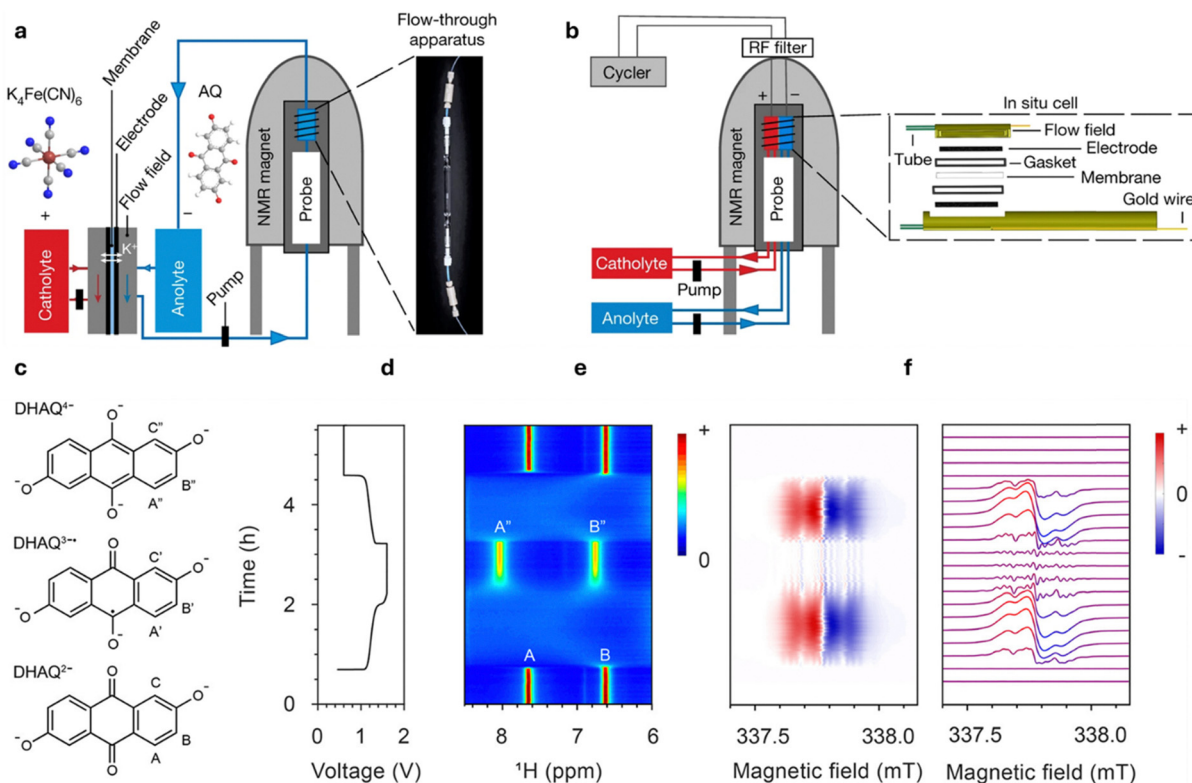 a
Flow-through
apparatus
Membrane
K₄Fe(CN)₆
Electrode
AQ
Flow field
+
−
K⁺
Catholyte
Anolyte
Pump
NMR magnet
Probe
b
RF filter
Cycler
+
−
NMR magnet
Probe
Catholyte
Pump
Anolyte
In situ cell
Flow field
Electrode
Tube
Gasket
Membrane
Gold wire
c
DHAQ⁴⁻
O⁻
C"
O⁻
⁻O
A"
B"
O⁻
DHAQ³⁻•
O
C'
O⁻
⁻O
A'
B'
O⁻
DHAQ²⁻
O
C
O⁻
⁻O
A
B
O
d
Time (h)
4
2
0
0
1
2
Voltage (V)
e
A"
B"
A
B
8
7
6
¹H (ppm)
+
0
337.5
338.0
Magnetic field (mT)
f
337.5
338.0
Magnetic field (mT)
+
0
-